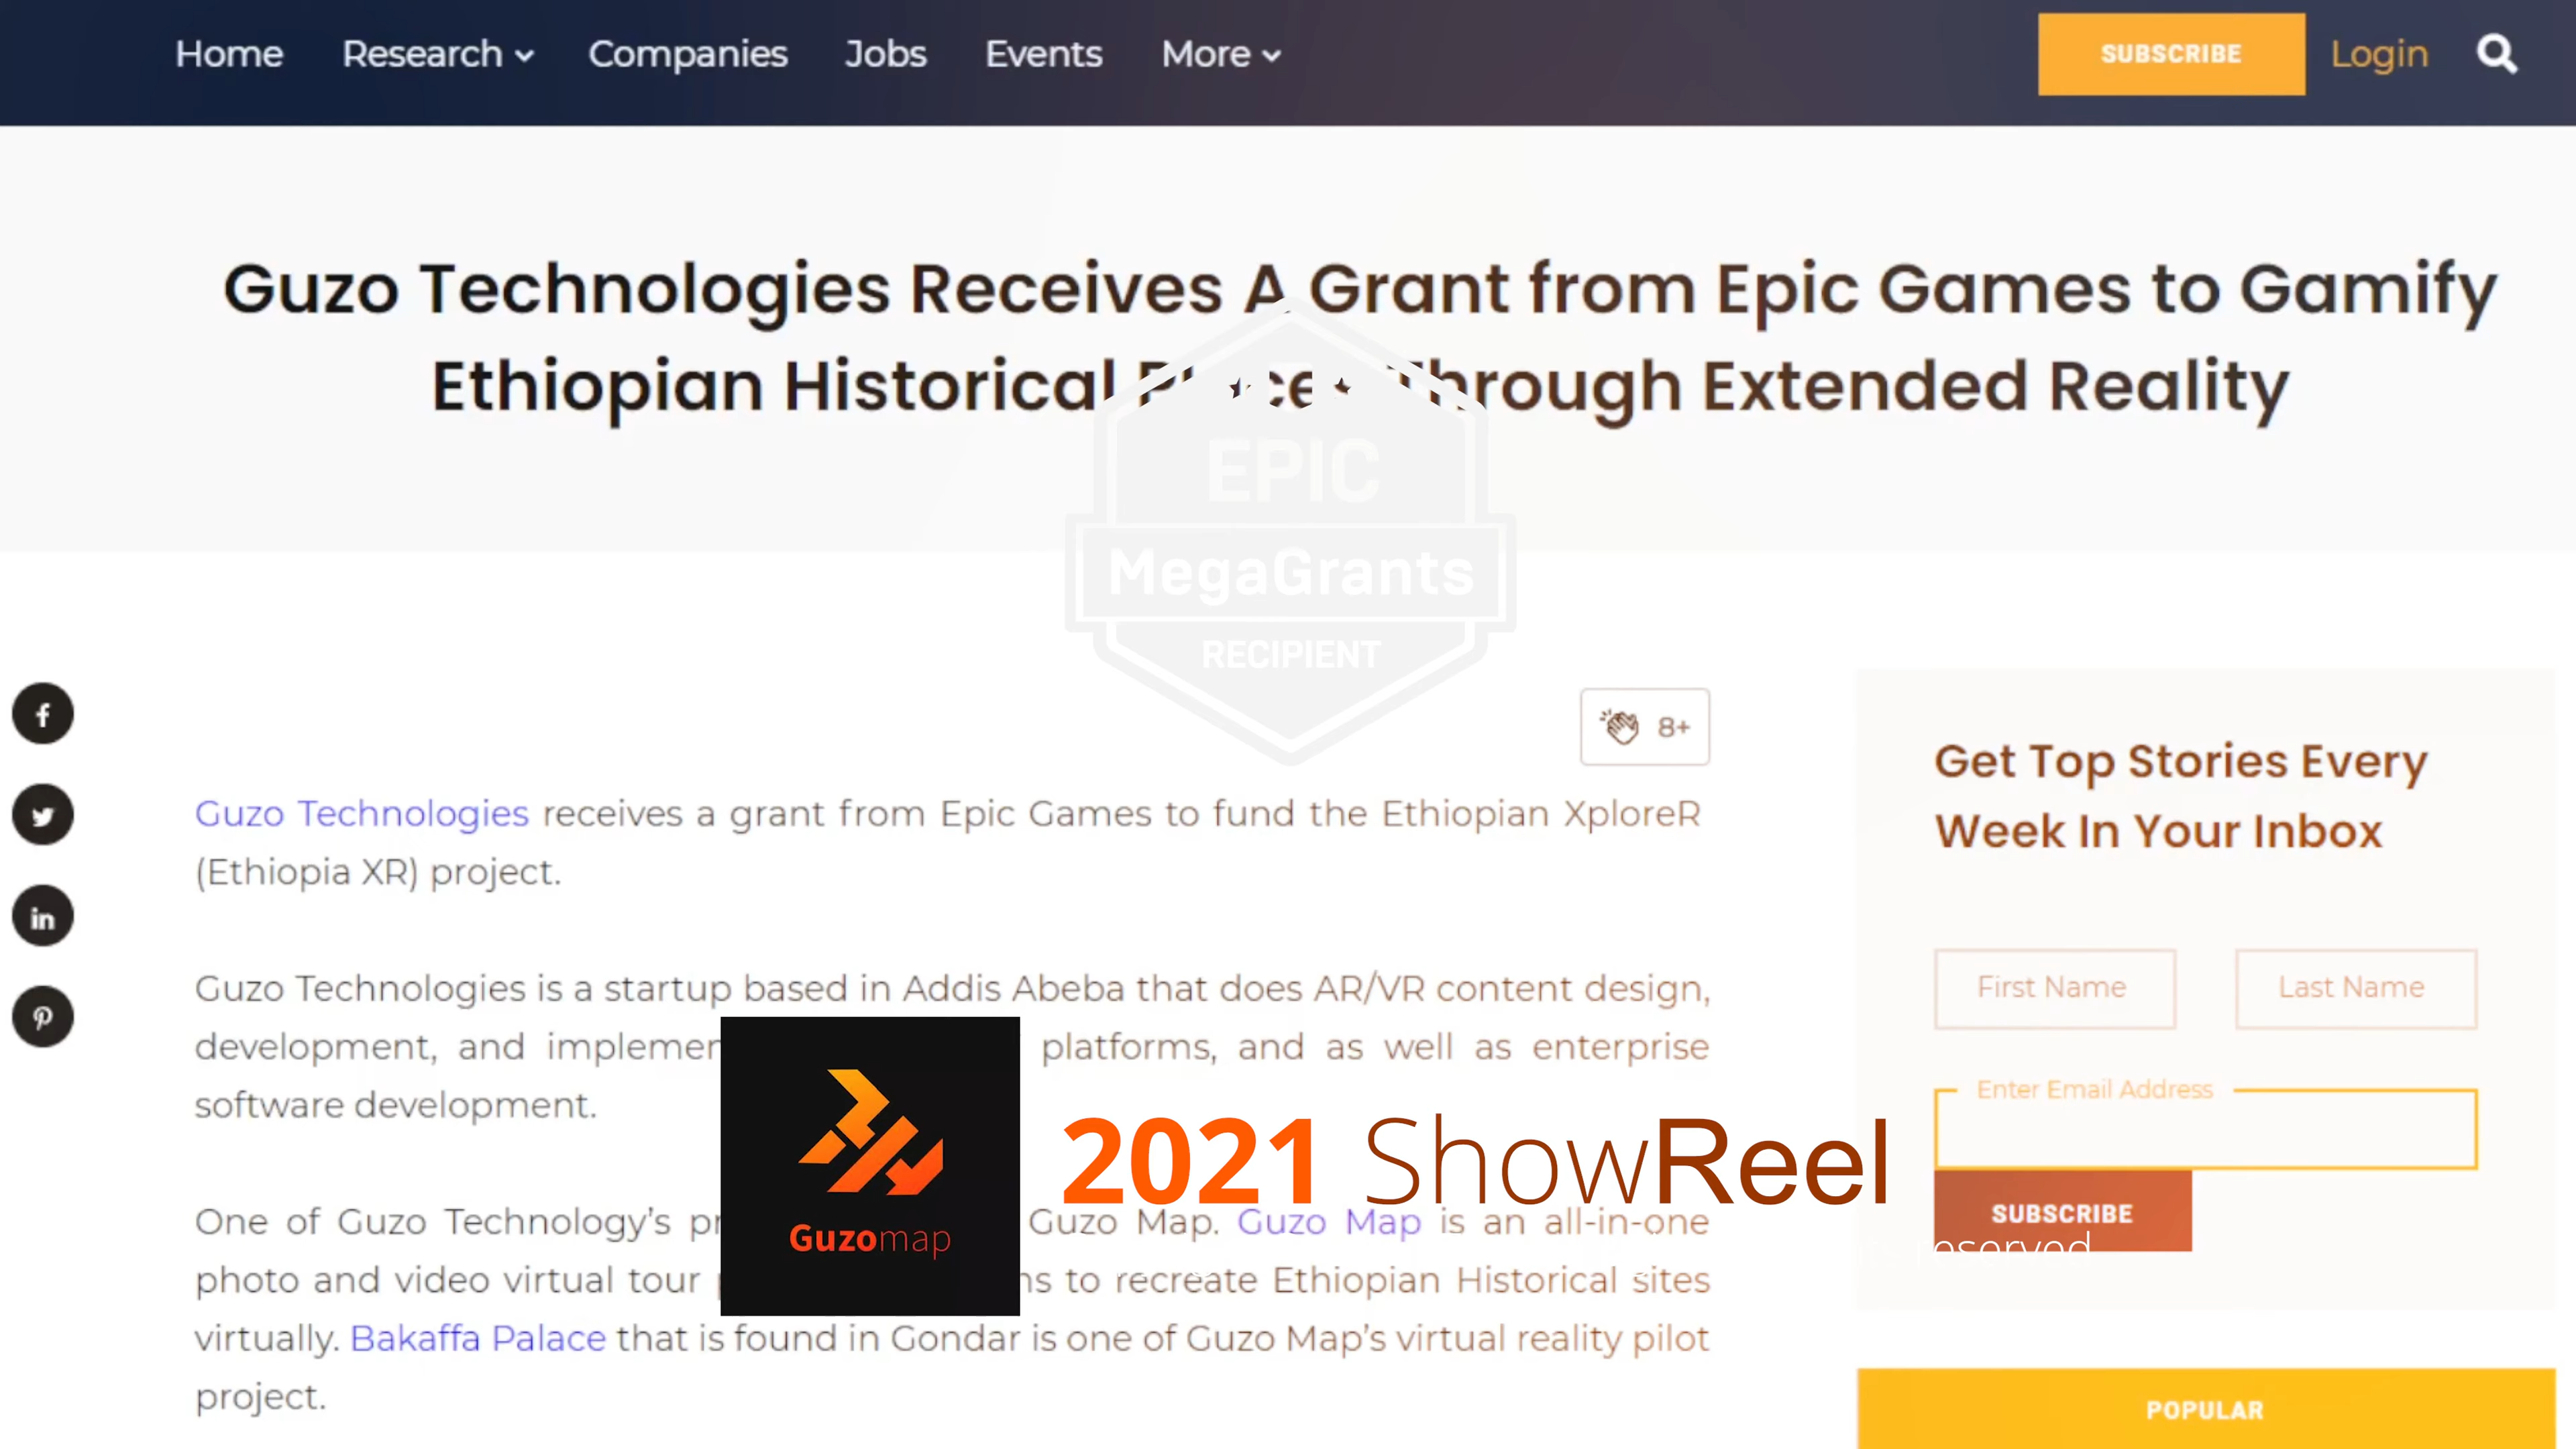 Home Research Companies Jobs Events More SUBSCRIBE Login
Guzo Technologies Receives A Grant from Epic Games to Gamify
Ethiopian Historical Through Extended Reality
EPIC
MegaGrants
RECIPIENT
8+
Guzo Technologies receives a grant from Epic Games to fund the Ethiopian XploreR
(Ethiopia XR) project.
Guzo Technologies is a startup based in Addis Abeba that does AR/VR content design,
development, and platforms, and as well as enterprise
software development.
One of Guzo Technology's Guzo Map. Guzo Map is an all-in-one
photo and video virtual tour to recreate Ethiopian Historical sites
virtually. Bakaffa Palace that is found in Gondar is one of Guzo Map's virtual reality pilot
project.
Guzomap
2021 ShowReel
reserved
Get Top Stories Every
Week In Your Inbox
First Name Last Name
Enter Email Address
SUBSCRIBE
POPULAR